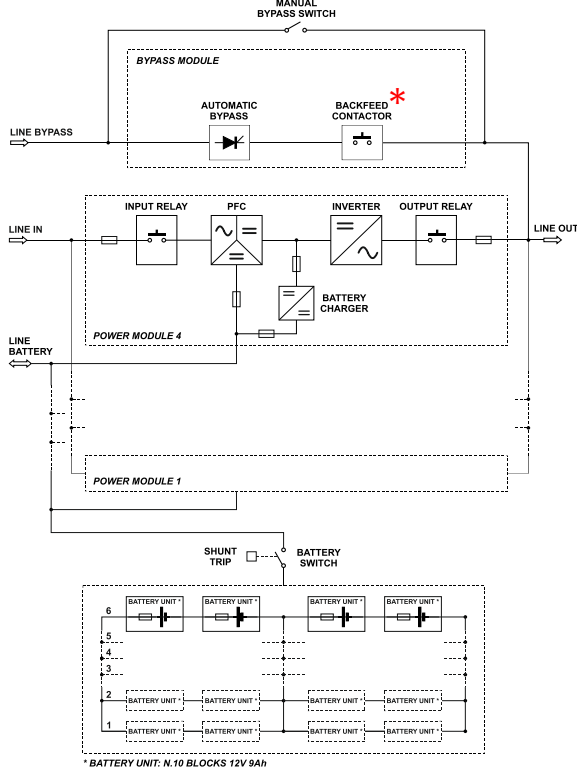 MANUAL
BYPASS SWITCH
BYPASS MODULE
AUTOMATIC
BYPASS
BACKFEED
CONTACTOR
*
LINE BYPASS
INPUT RELAY
PFC
INVERTER
OUTPUT RELAY
LINE IN
LINE OUT
BATTERY
CHARGER
POWER MODULE 4
LINE
BATTERY
POWER MODULE 1
SHUNT
TRIP
BATTERY
SWITCH
BATTERY UNIT * BATTERY UNIT * BATTERY UNIT * BATTERY UNIT *
6
5
4
3
2 BATTERY UNIT * BATTERY UNIT * BATTERY UNIT * BATTERY UNIT *
1 BATTERY UNIT * BATTERY UNIT * BATTERY UNIT * BATTERY UNIT *
* BATTERY UNIT: N.10 BLOCKS 12V 9Ah